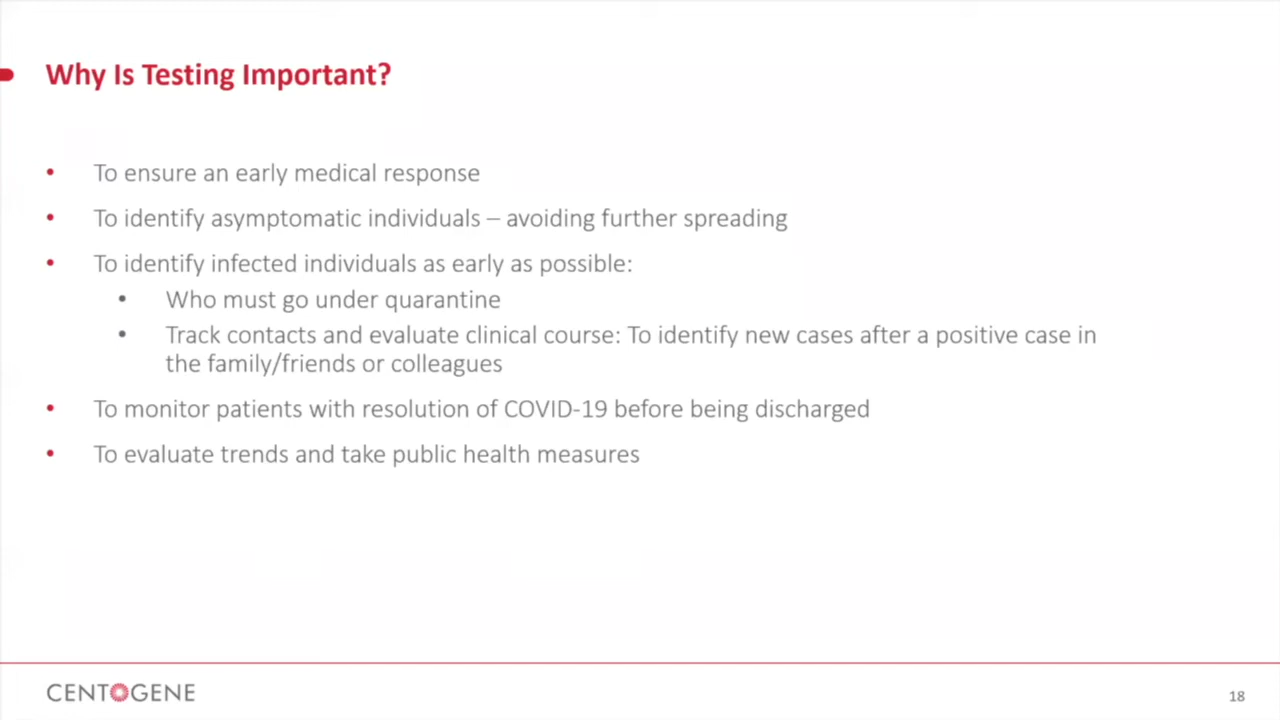 Why Is Testing Important?
• To ensure an early medical response
• To identify asymptomatic individuals – avoiding further spreading
• To identify infected individuals as early as possible:
• Who must go under quarantine
• Track contacts and evaluate clinical course: To identify new cases after a positive case in
the family/friends or colleagues
• To monitor patients with resolution of COVID-19 before being discharged
• To evaluate trends and take public health measures
CENTOGENE
18